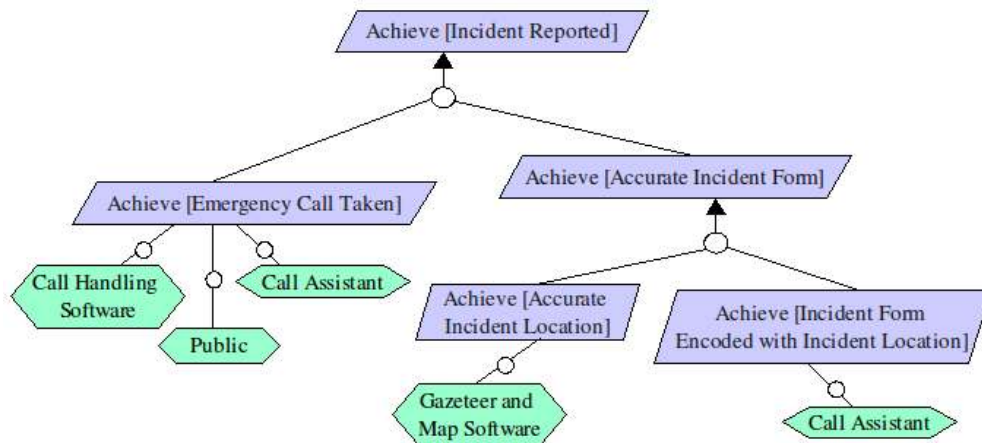 Achieve [Incident Reported]
Achieve [Accurate Incident Form]
Achieve [Emergency Call Taken]
Call Handling
Software
Call Assistant
Public
Achieve [Accurate
Incident Location]
Achieve [Incident Form
Encoded with Incident Location]
Gazeteer and
Map Software
Call Assistant